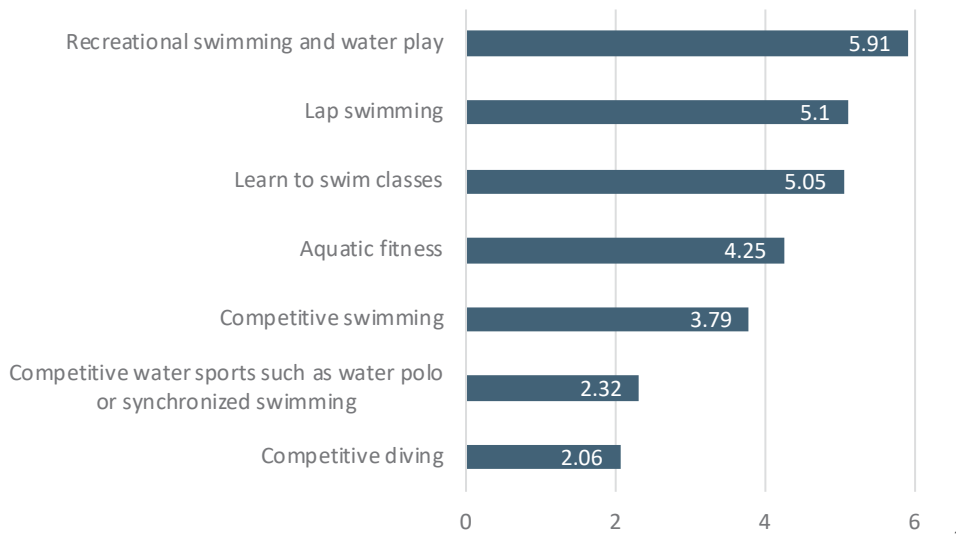 Recreational swimming and water play
5.91
Lap swimming
5.1
Learn to swim classes
5.05
Aquatic fitness
4.25
Competitive swimming
3.79
Competitive water sports such as water polo
or synchronized swimming
2.32
Competitive diving
2.06
0 2 4 6